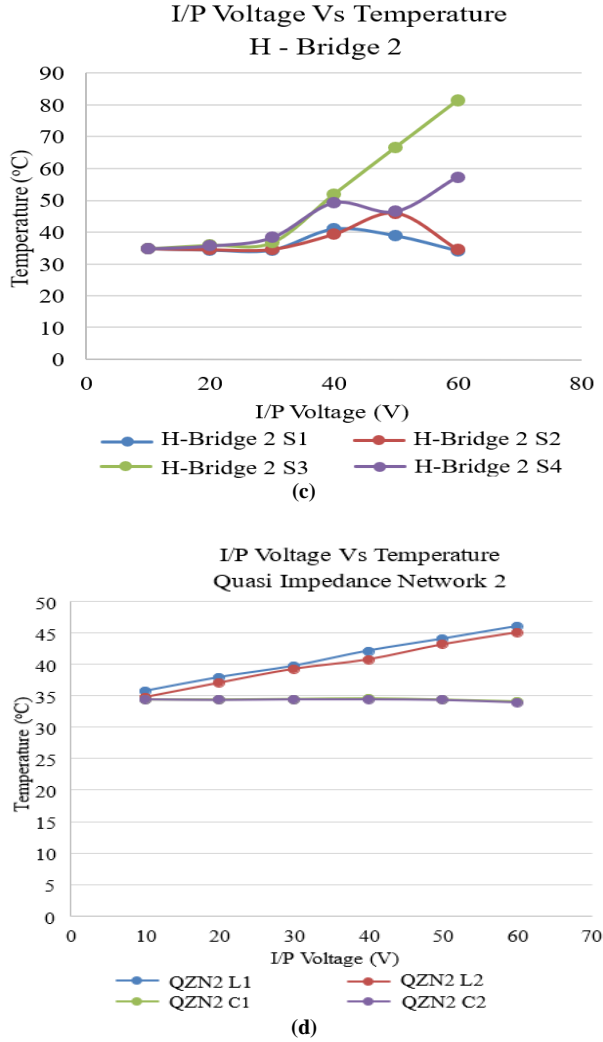 I/P Voltage Vs Temperature
H - Bridge 2
90
80
70
60
50
40
30
20
10
0
Temperature (ºC)
0 20 40 60 80
I/P Voltage (V)
H-Bridge 2 S1 H-Bridge 2 S2
H-Bridge 2 S3 H-Bridge 2 S4
(c)
I/P Voltage Vs Temperature
Quasi Impedance Network 2
50
45
40
35
30
25
20
15
10
5
0
Temperature (ºC)
0 10 20 30 40 50 60 70
I/P Voltage (V)
QZN2 L1 QZN2 L2
QZN2 C1 QZN2 C2
(d)